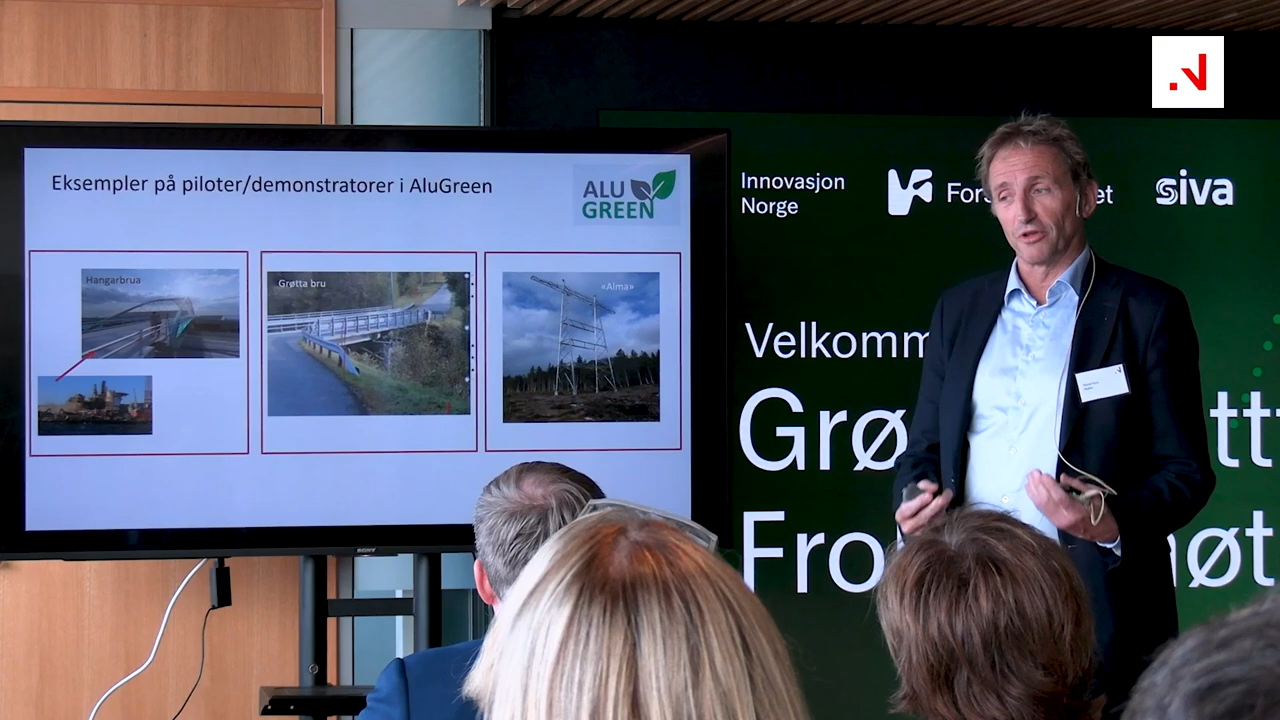 Eksempler på piloter/demonstratorer i AluGreen
ALU
GREEN
Hangarbrua
Grøtta bru
«Alma»
SONY
Innovasjon
Norge
siva
Velkomm
Grø
tt
Fro
nøt